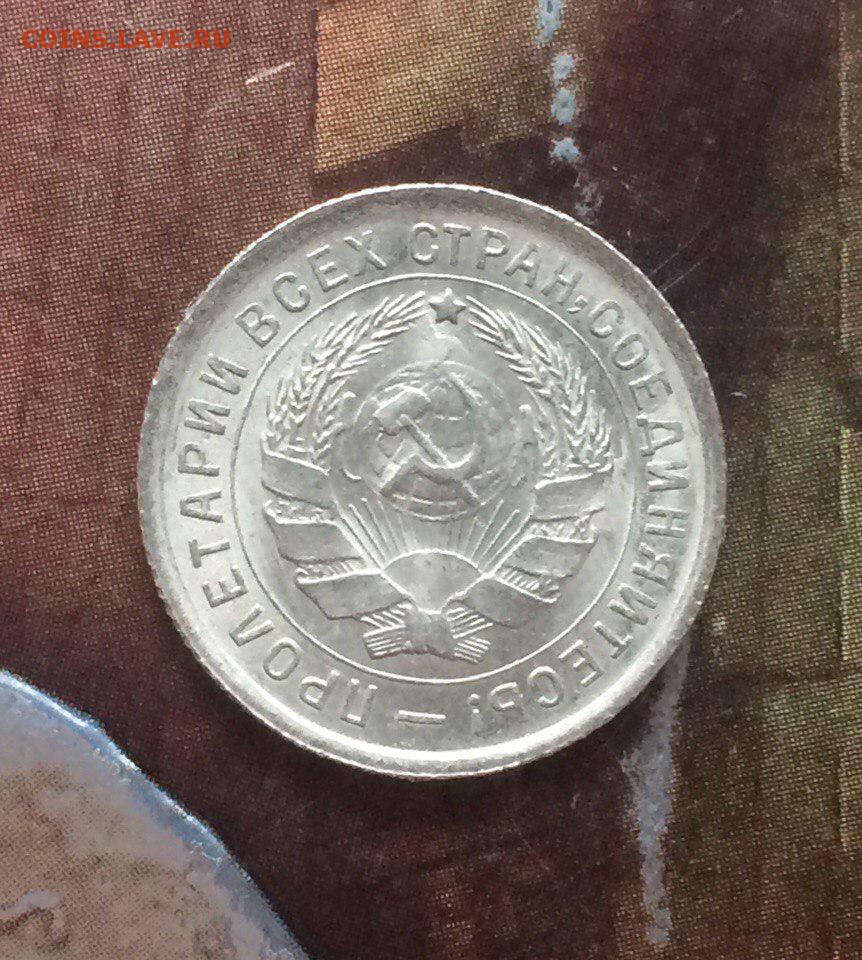 COINS.LAVE.RU
ПРОЛЕТАРИИ ВСЕХ СТРАН, СОЕДИНЯЙТЕСЬ! —